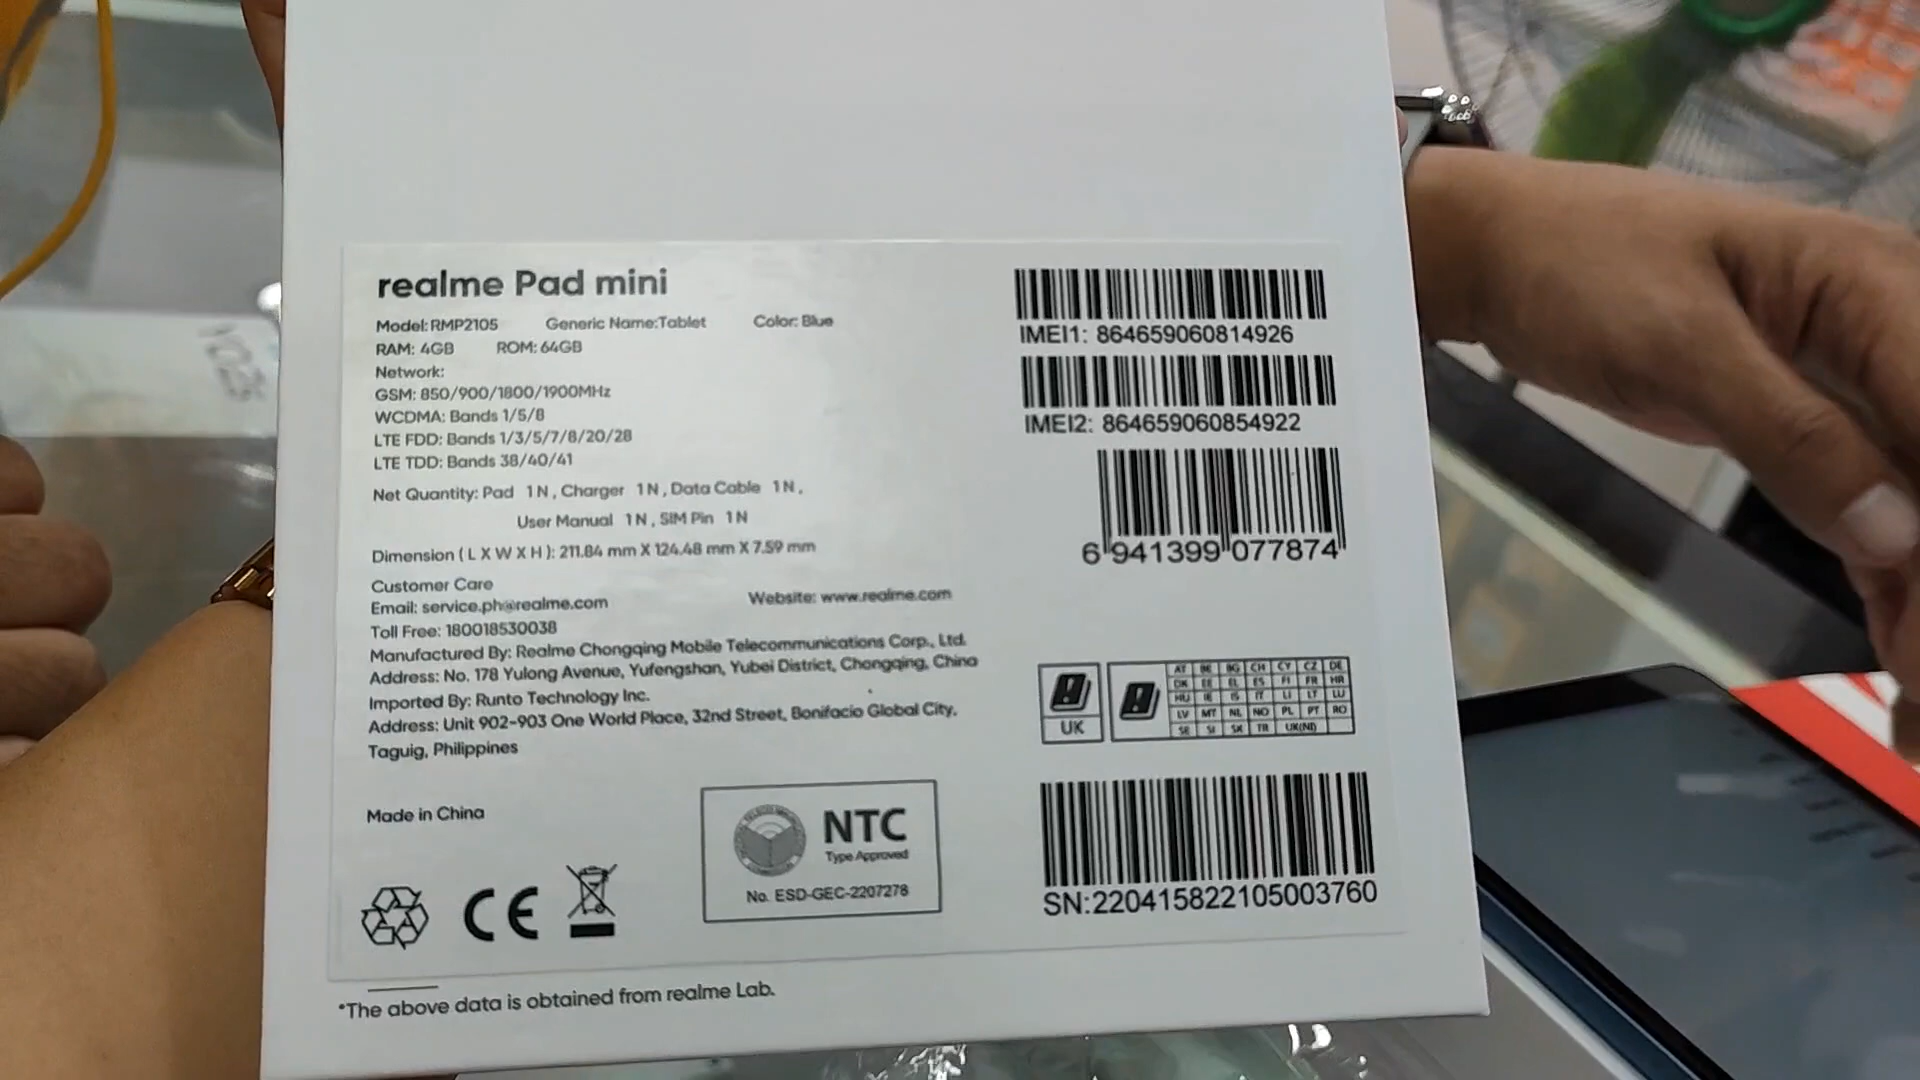 realme Pad mini
Model: RMP2105 Generic Name:Tablet Color: Blue
RAM: 4GB ROM: 64GB
Network:
GSM: 850/900/1800/1900MHz
WCDMA: Bands 1/5/8
LTE FDD: Bands 1/3/5/7/8/20/28
LTE TDD: Bands 38/40/41
Net Quantity: Pad 1N, Charger 1N, Data Cable 1N,
User Manual 1N, SIM Pin 1N
Dimension (L X W X H): 211.84 mm X 124.48 mm X 7.59 mm
Customer Care
Email: service.ph@realme.com Website: www.realme.com
Toll Free: 180018530038
Manufactured By: Realme Chongqing Mobile Telecommunications Corp., Ltd.
Address: No. 178 Yulong Avenue, Yufengshan, Yubei District, Chongqing, China
Imported By: Runto Technology Inc.
Address: Unit 902-903 One World Place, 32nd Street, Bonifacio Global City,
Taguig, Philippines
Made in China
CE
NTC
Type Approved
No. ESD-GEC-2207278
IMEI1: 864659060814926
IMEI2: 864659060854922
6 941399 077874
UK
AT BE BG CH CY CZ DE
DK EE EL ES FI FR HR
HU IE IS IT LI LT LU
LV MT NL NO PL PT RO
SE SI SK TR UK(NI)
SN:220415822105003760
*The above data is obtained from realme Lab.